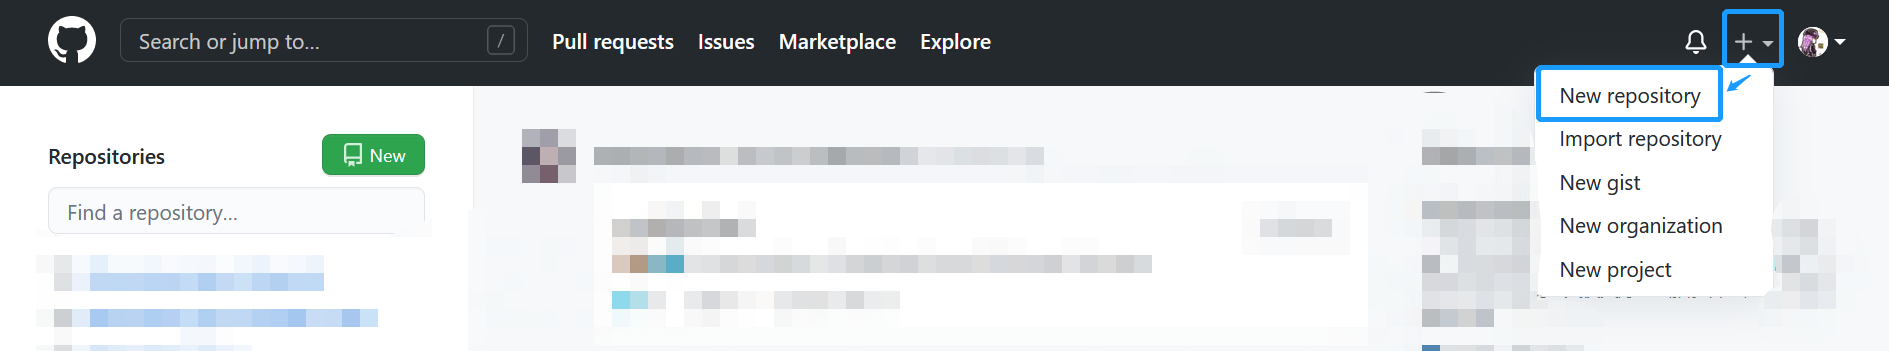 Search or jump to... /
Pull requests Issues Marketplace Explore
New repository
Import repository
New gist
New organization
New project
Repositories
New
Find a repository...